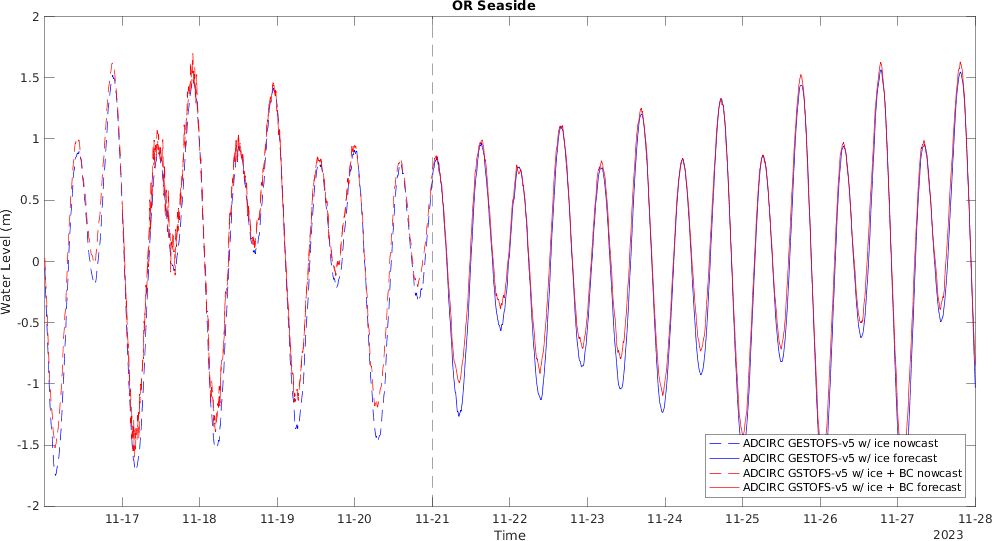 OR Seaside
2
1.5
1
0.5
0
-0.5
-1
-1.5
-2
Water Level (m)
ADCIRC GESTOFS-v5 w/ ice nowcast
ADCIRC GESTOFS-v5 w/ ice forecast
ADCIRC GSTOFS-v5 w/ ice + BC nowcast
ADCIRC GSTOFS-v5 w/ ice + BC forecast
11-17 11-18 11-19 11-20 11-21 11-22 11-23 11-24 11-25 11-26 11-27 11-28
Time
2023